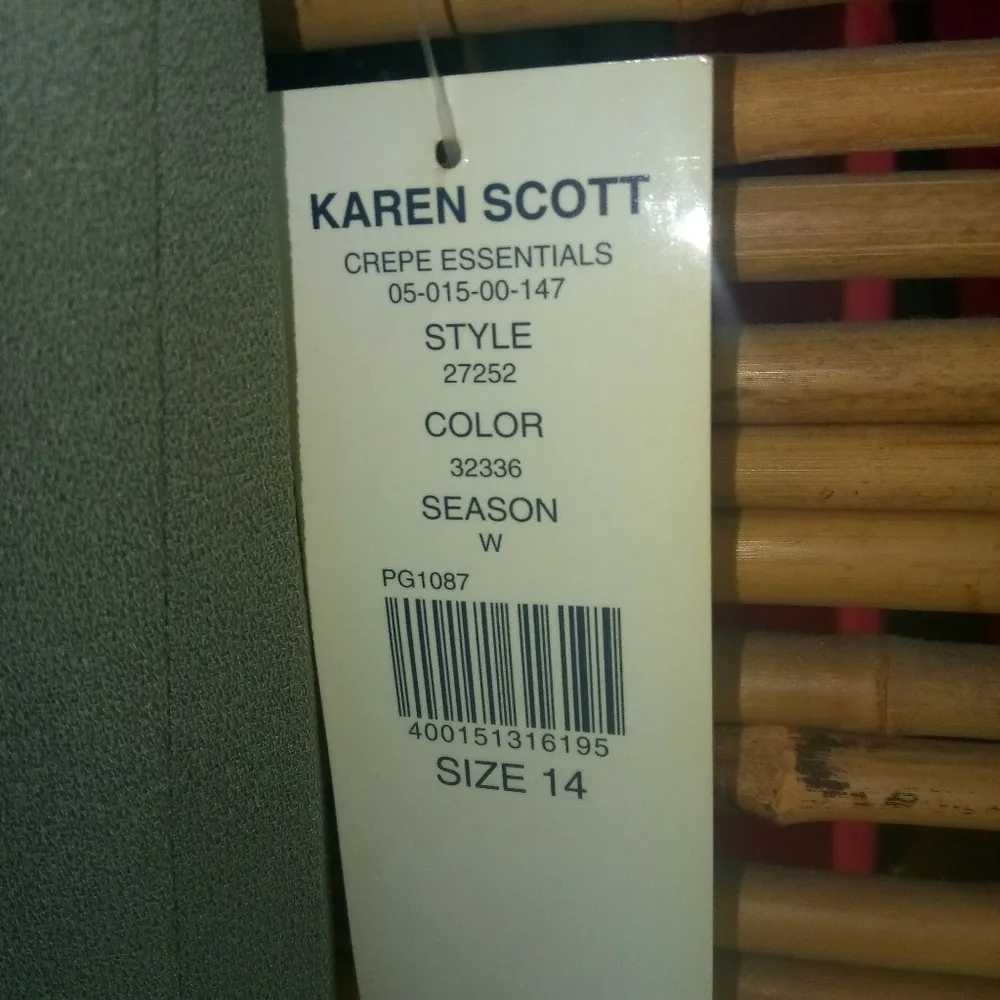 KAREN SCOTT
CREPE ESSENTIALS
05-015-00-147
STYLE
27252
COLOR
32336
SEASON
W
PG1087
400151316195
SIZE 14